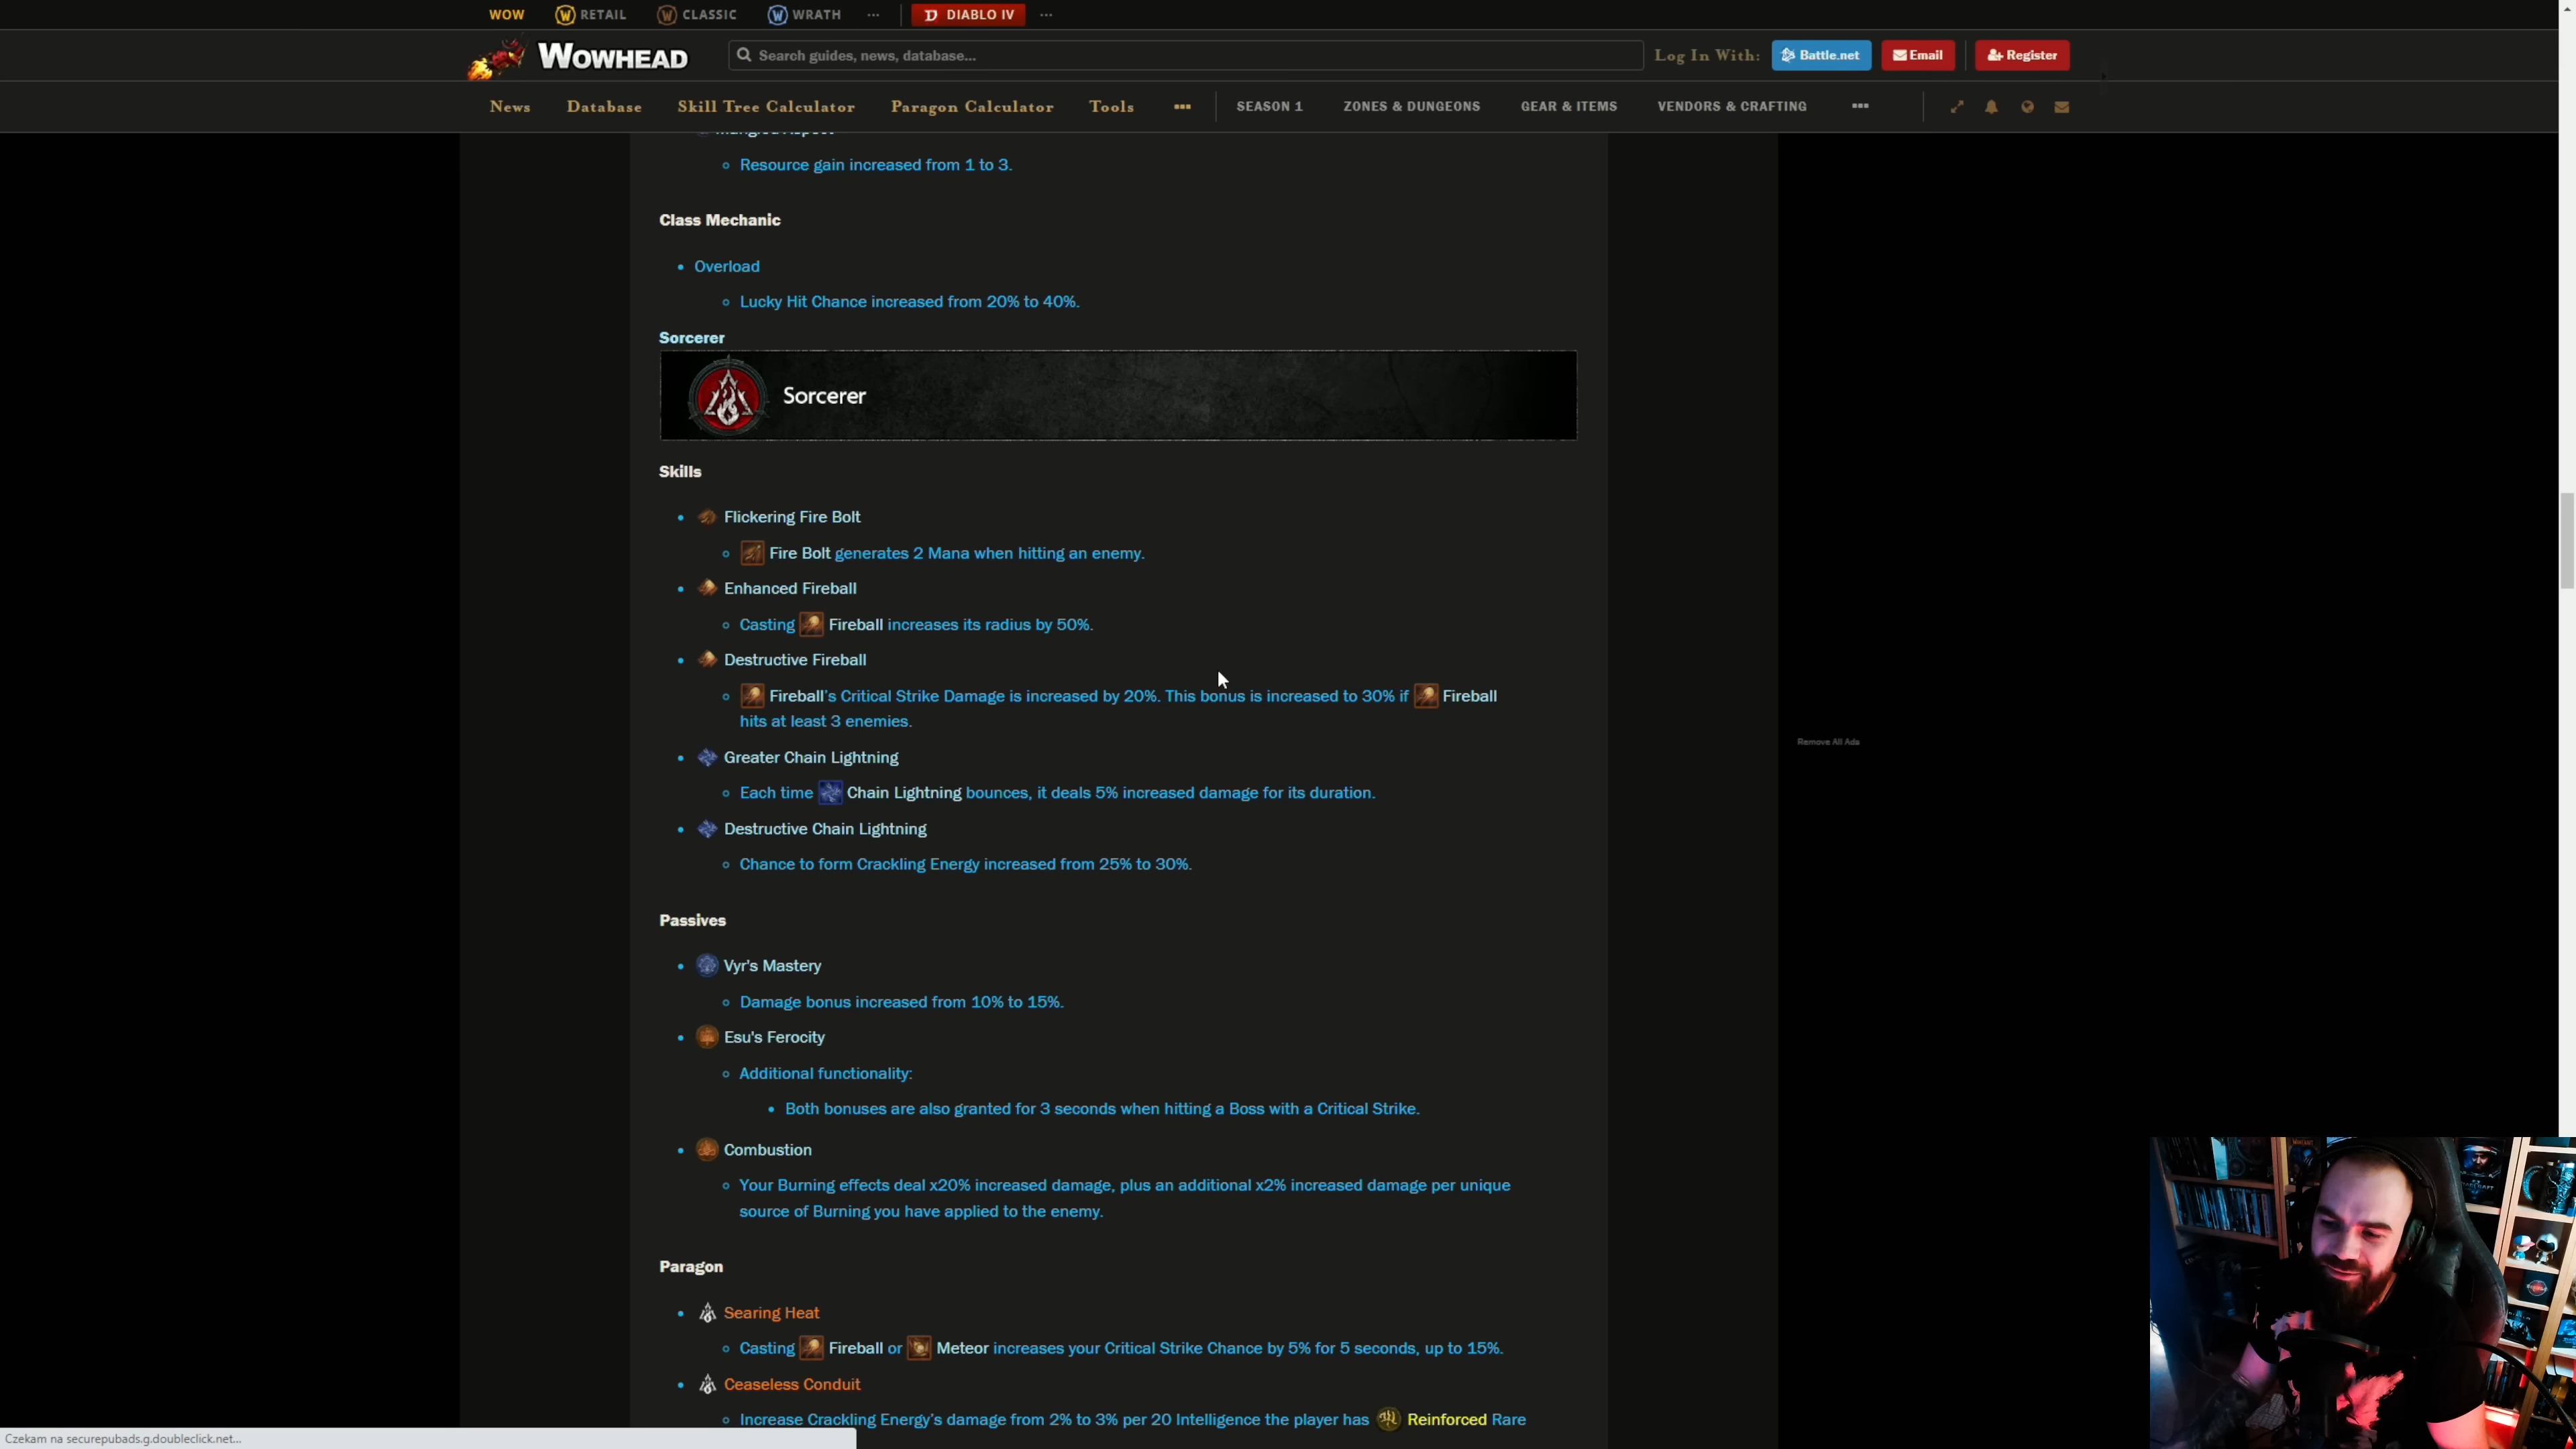 WOW RETAIL CLASSIC WRATH ··· DIABLO IV ···
WOWHEAD Search guides, news, database... Log In With: Battle.net Email Register
News Database Skill Tree Calculator Paragon Calculator Tools ··· SEASON 1 ZONES & DUNGEONS GEAR & ITEMS VENDORS & CRAFTING ···
Resource gain increased from 1 to 3.
Class Mechanic
Overload
Lucky Hit Chance increased from 20% to 40%.
Sorcerer
Sorcerer
Skills
Flickering Fire Bolt
Fire Bolt generates 2 Mana when hitting an enemy.
Enhanced Fireball
Casting Fireball increases its radius by 50%.
Destructive Fireball
Fireball's Critical Strike Damage is increased by 20%. This bonus is increased to 30% if Fireball
hits at least 3 enemies.
Greater Chain Lightning
Each time Chain Lightning bounces, it deals 5% increased damage for its duration.
Destructive Chain Lightning
Chance to form Crackling Energy increased from 25% to 30%.
Remove All Ads
Passives
Vyr's Mastery
Damage bonus increased from 10% to 15%.
Esu's Ferocity
Additional functionality:
Both bonuses are also granted for 3 seconds when hitting a Boss with a Critical Strike.
Combustion
Your Burning effects deal x20% increased damage, plus an additional x2% increased damage per unique
source of Burning you have applied to the enemy.
Paragon
Searing Heat
Casting Fireball or Meteor increases your Critical Strike Chance by 5% for 5 seconds, up to 15%.
Ceaseless Conduit
Increase Crackling Energy's damage from 2% to 3% per 20 Intelligence the player has Reinforced Rare
Czekam na securepubads.g.doubleclick.net...